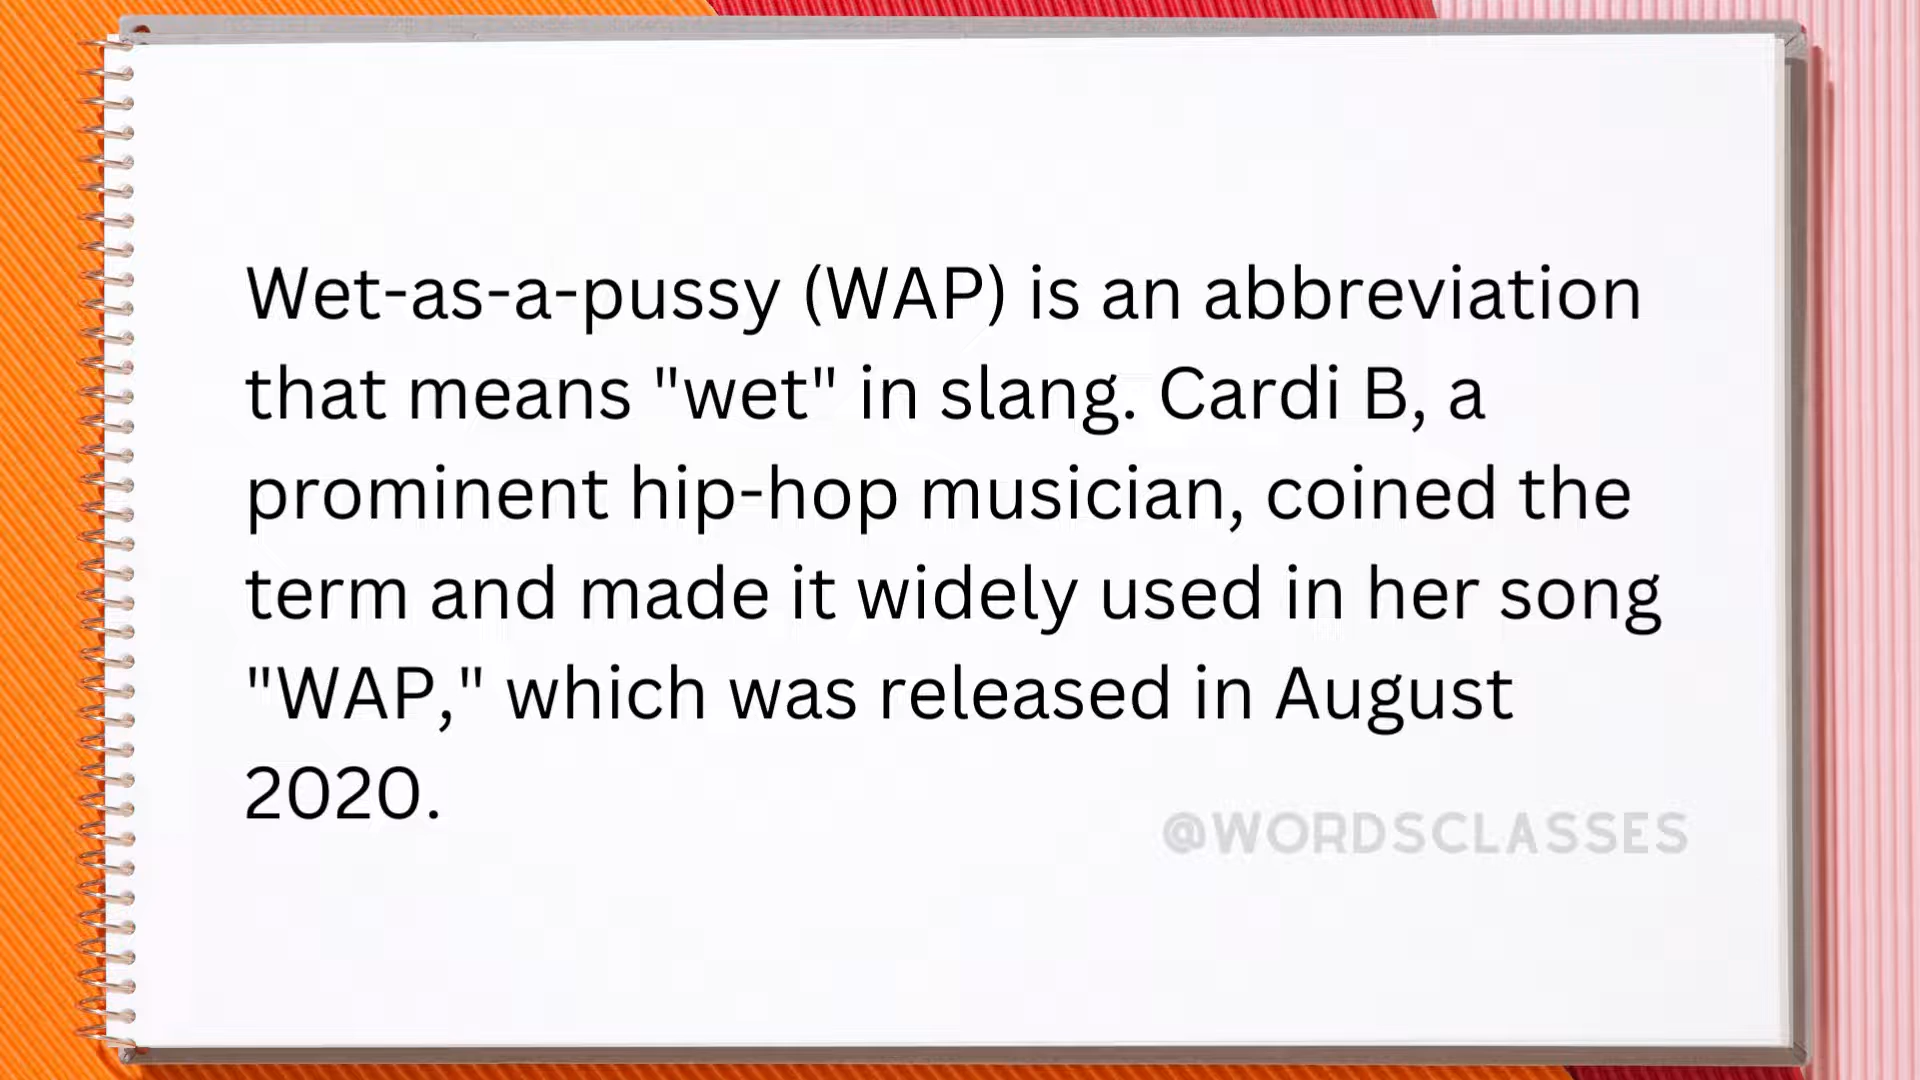 Wet-as-a-pussy (WAP) is an abbreviation
that means "wet" in slang. Cardi B, a
prominent hip-hop musician, coined the
term and made it widely used in her song
"WAP," which was released in August
2020.
@WORDSCLASSES